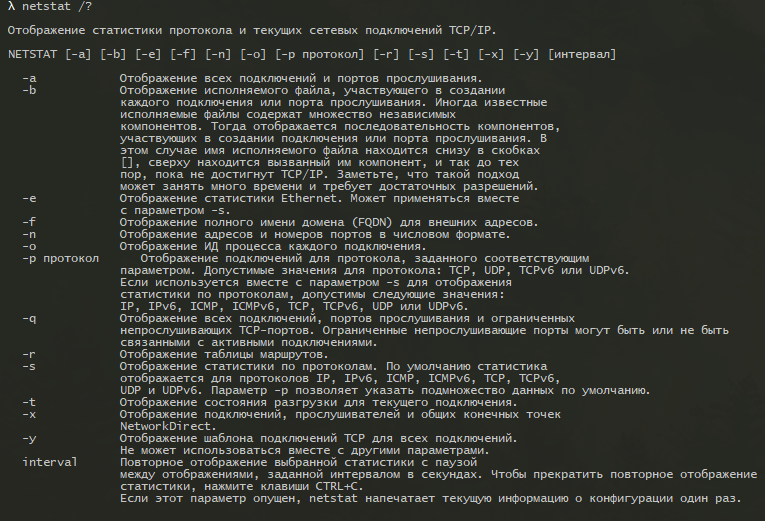 λ netstat /?
Отображение статистики протокола и текущих сетевых подключений TCP/IP.
NETSTAT [-a] [-b] [-e] [-f] [-n] [-o] [-p протокол] [-r] [-s] [-t] [-x] [-y] [интервал]
-a Отображение всех подключений и портов прослушивания.
-b Отображение исполняемого файла, участвующего в создании
каждого подключения или порта прослушивания. Иногда известные
исполняемые файлы содержат множество независимых
компонентов. Тогда отображается последовательность компонентов,
участвующих в создании подключения или порта прослушивания. В
этом случае имя исполняемого файла находится снизу в скобках
[], сверху находится вызванный им компонент, и так до тех
пор, пока не достигнут TCP/IP. Заметьте, что такой подход
может занять много времени и требует достаточных разрешений.
-e Отображение статистики Ethernet. Может применяться вместе
с параметром -s.
-f Отображение полного имени домена (FQDN) для внешних адресов.
-n Отображение адресов и номеров портов в числовом формате.
-o Отображение ИД процесса каждого подключения.
-p протокол Отображение подключений для протокола, заданного соответствующим
параметром. Допустимые значения для протокола: TCP, UDP, TCPv6 или UDPv6.
Если используется вместе с параметром -s для отображения
статистики по протоколам, допустимы следующие значения:
IP, IPv6, ICMP, ICMPv6, TCP, TCPv6, UDP или UDPv6.
-q Отображение всех подключений, портов прослушивания и ограниченных
непрослушивающих TCP-портов. Ограниченные непрослушивающие порты могут быть или не быть
связанными с активными подключениями.
-r Отображение таблицы маршрутов.
-s Отображение статистики по протоколам. По умолчанию статистика
отображается для протоколов IP, IPv6, ICMP, ICMPv6, TCP, TCPv6,
UDP и UDPv6. Параметр -p позволяет указать подмножество данных по умолчанию.
-t Отображение состояния разгрузки для текущего подключения.
-x Отображение подключений, прослушивателей и общих конечных точек
NetworkDirect.
-y Отображение шаблона подключений TCP для всех подключений.
Не может использоваться вместе с другими параметрами.
interval Повторное отображение выбранной статистики с паузой
между отображениями, заданной интервалом в секундах. Чтобы прекратить повторное отображение
статистики, нажмите клавиши CTRL+C.
Если этот параметр опущен, netstat напечатает текущую информацию о конфигурации один раз.